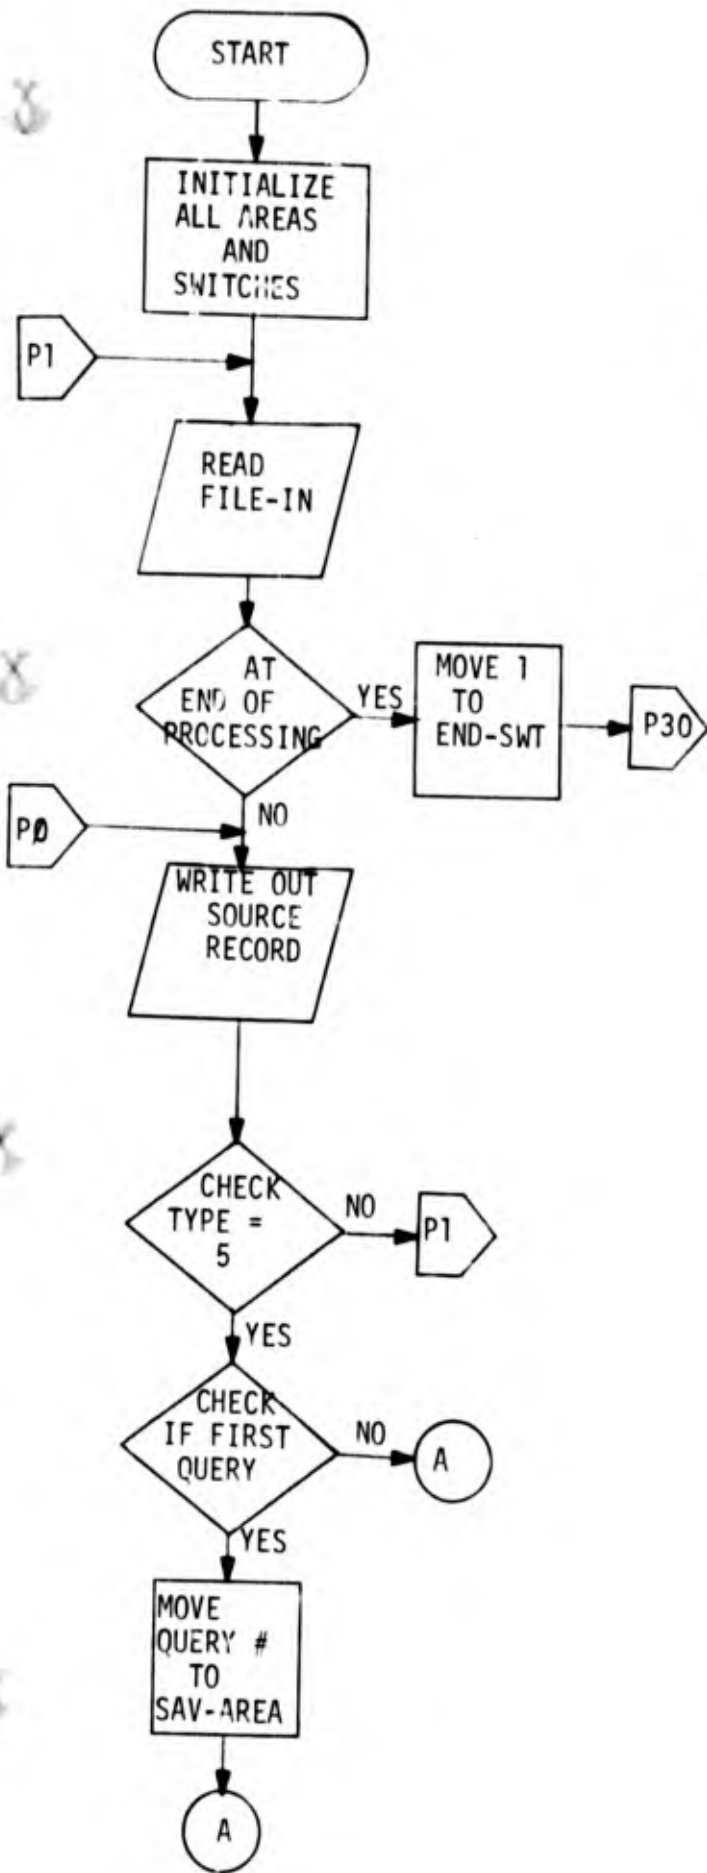 START
INITIALIZE
ALL AREAS
AND
SWITCHES
P1
READ
FILE-IN
AT
END OF
PROCESSING
YES
MOVE 1
TO
END-SWT
P30
NO
PØ
WRITE OUT
SOURCE
RECORD
CHECK
TYPE =
5
NO
P1
YES
CHECK
IF FIRST
QUERY
NO
A
YES
MOVE
QUERY #
TO
SAV-AREA
A